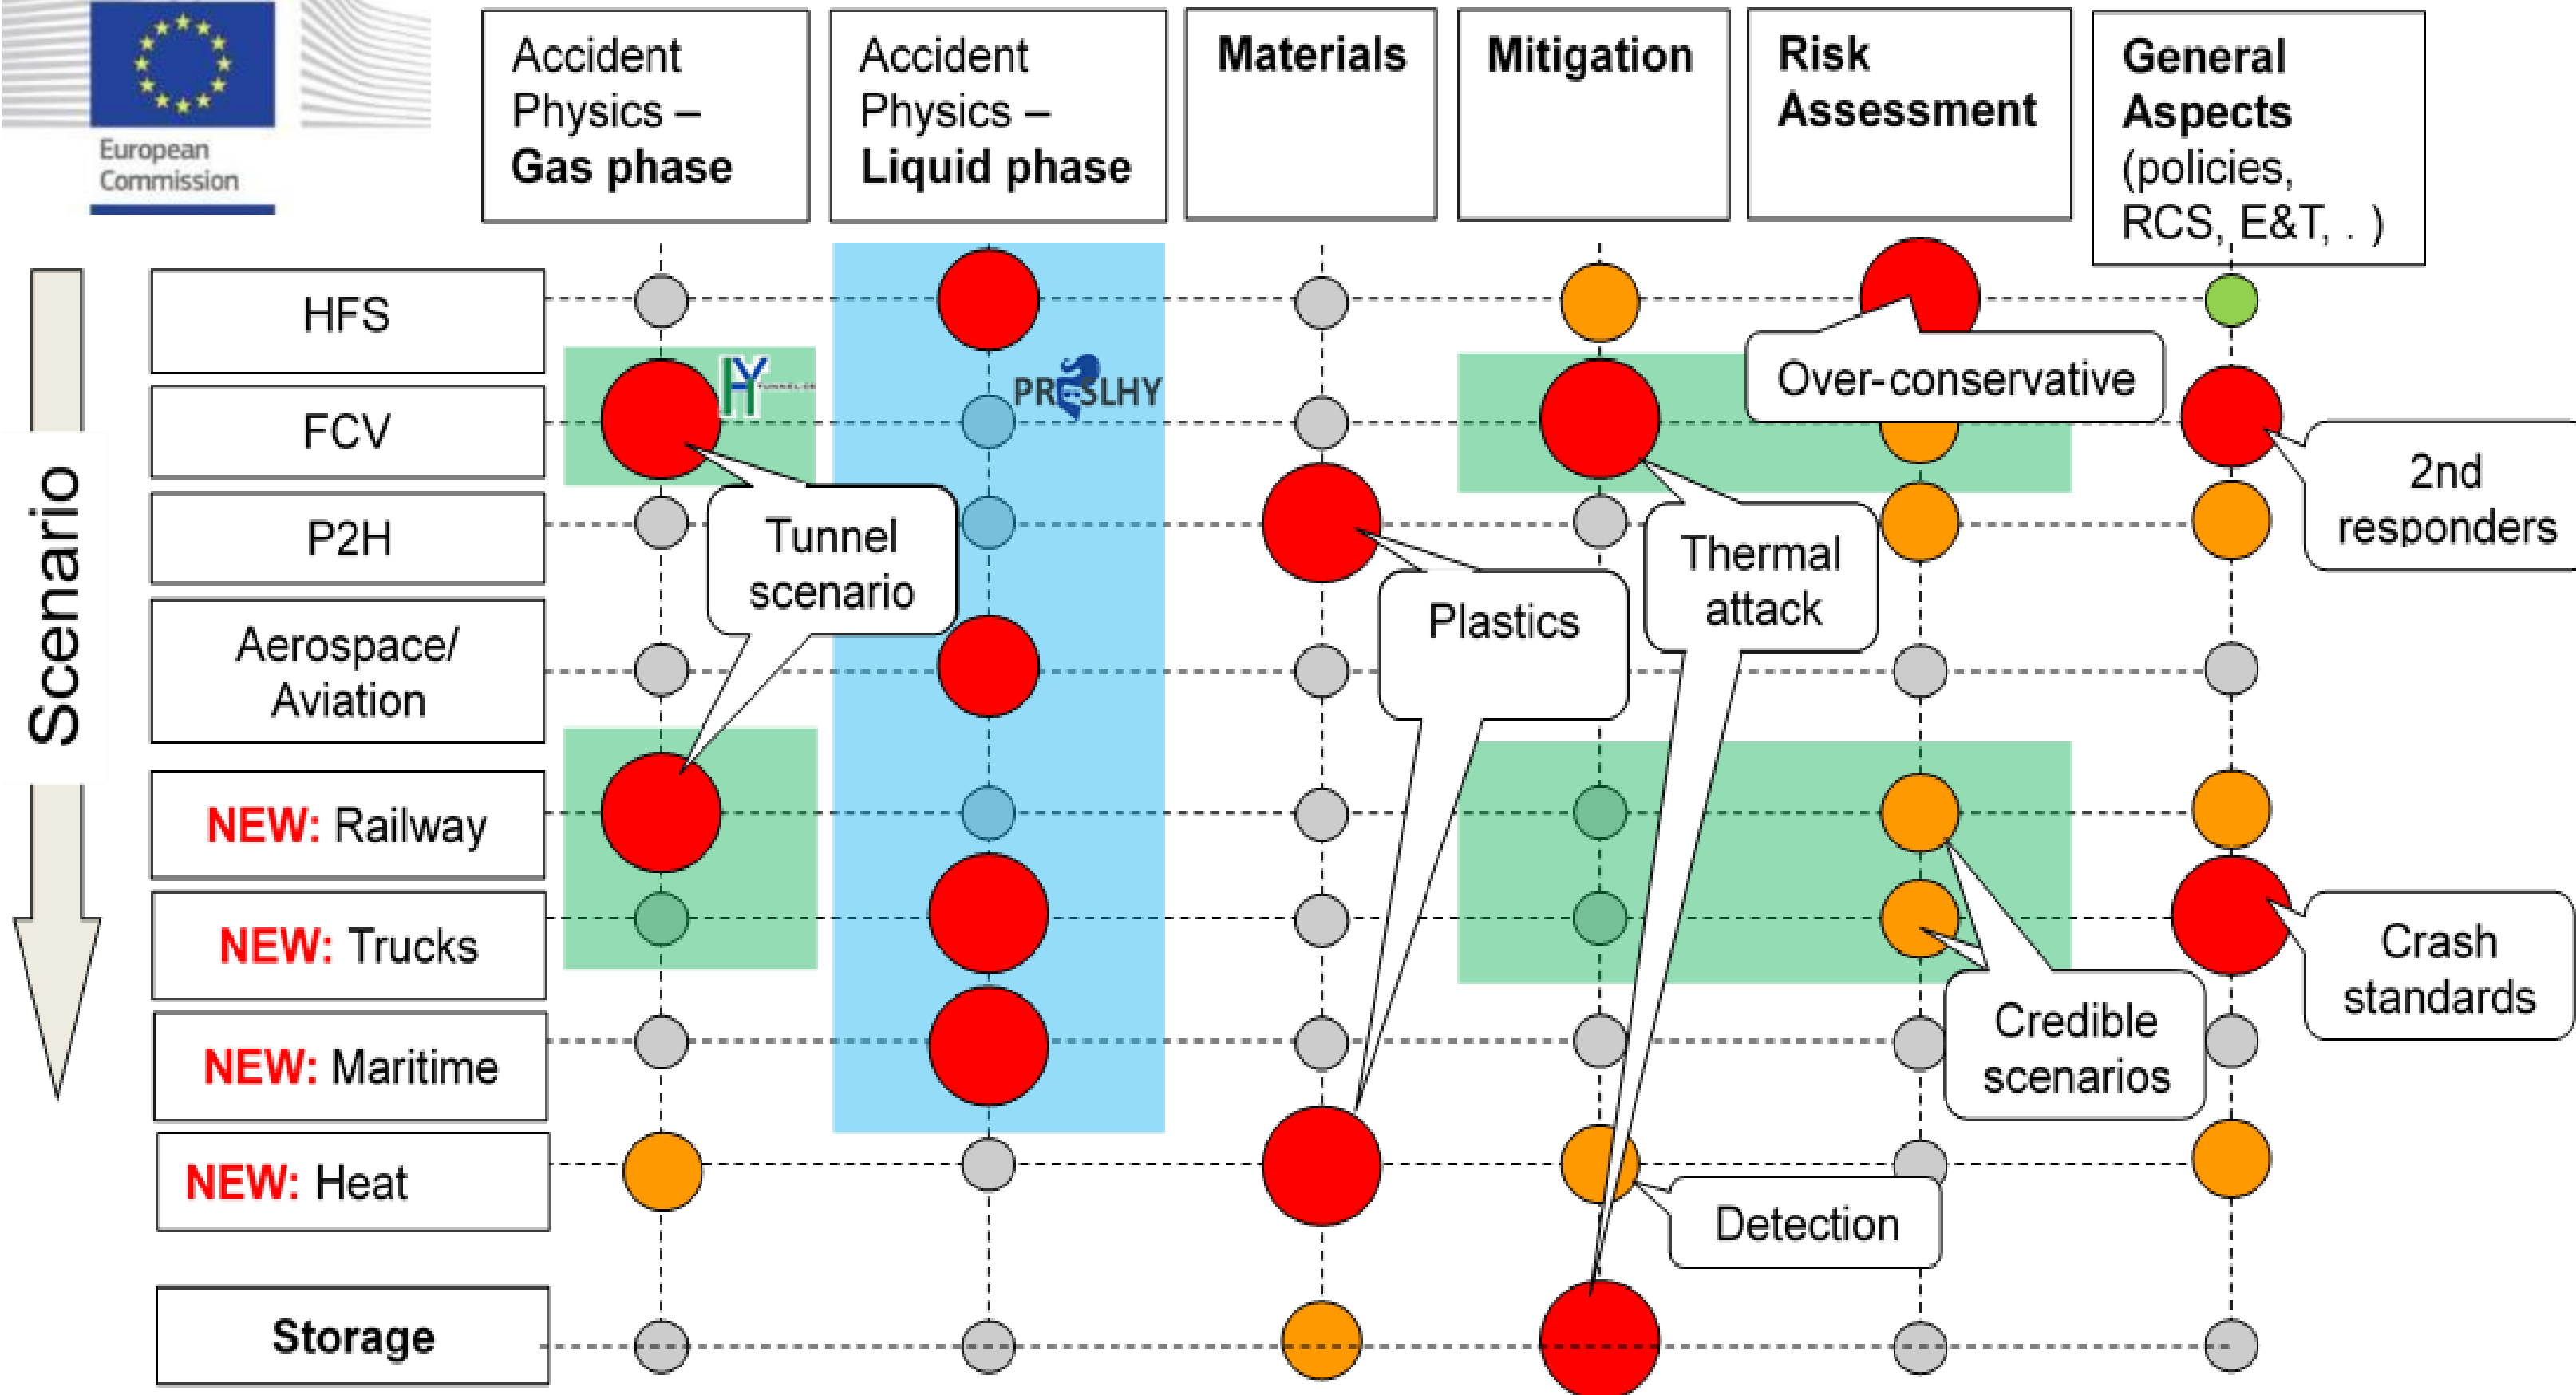 European
Commission
Accident
Physics –
Gas phase
Accident
Physics –
Liquid phase
Materials
Mitigation
Risk
Assessment
General
Aspects
(policies,
RCS, E&T, . )
Scenario
HFS
FCV
P2H
Aerospace/
Aviation
NEW: Railway
NEW: Trucks
NEW: Maritime
NEW: Heat
Storage
HY
PRESLHY
Over-conservative
2nd
responders
Tunnel
scenario
Thermal
attack
Plastics
Credible
scenarios
Crash
standards
Detection